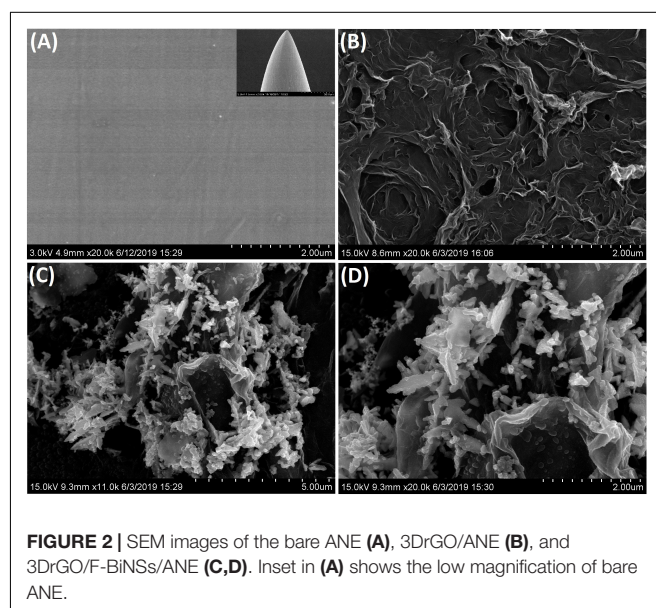 (A)
(B)
3.0kV 4.9mm x20.0k 6/12/2019 15:29
2.00um
15.0kV 8.6mm x20.0k 6/3/2019 16:06
2.00um
(C)
(D)
15.0kV 9.3mm x11.0k 6/3/2019 15:29
5.00um
15.0kV 9.3mm x20.0k 6/3/2019 15:30
2.00um
FIGURE 2 | SEM images of the bare ANE (A), 3DrGO/ANE (B), and
3DrGO/F-BiNSs/ANE (C,D). Inset in (A) shows the low magnification of bare
ANE.